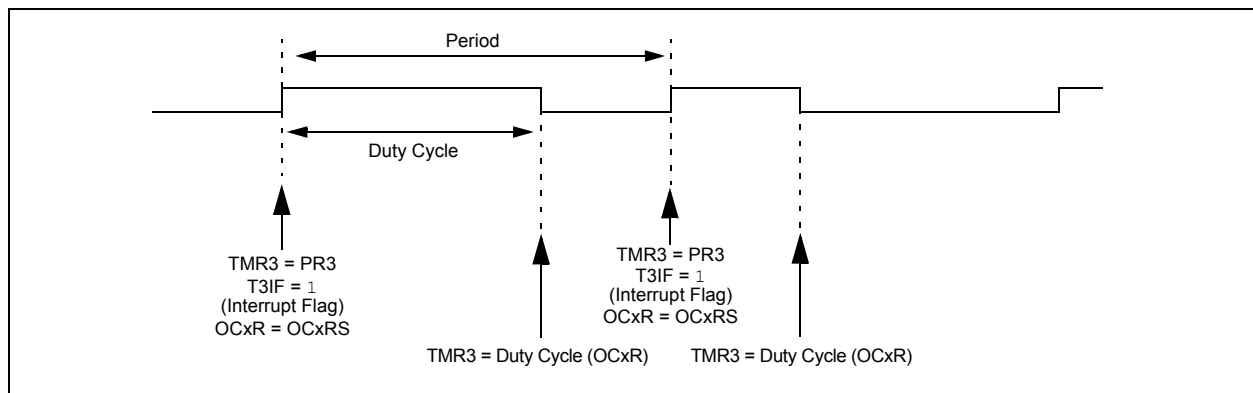 Period
Duty Cycle
TMR3 = PR3
T3IF = 1
(Interrupt Flag)
OCxR = OCxRS
TMR3 = Duty Cycle (OCxR)
TMR3 = PR3
T3IF = 1
(Interrupt Flag)
OCxR = OCxRS
TMR3 = Duty Cycle (OCxR)